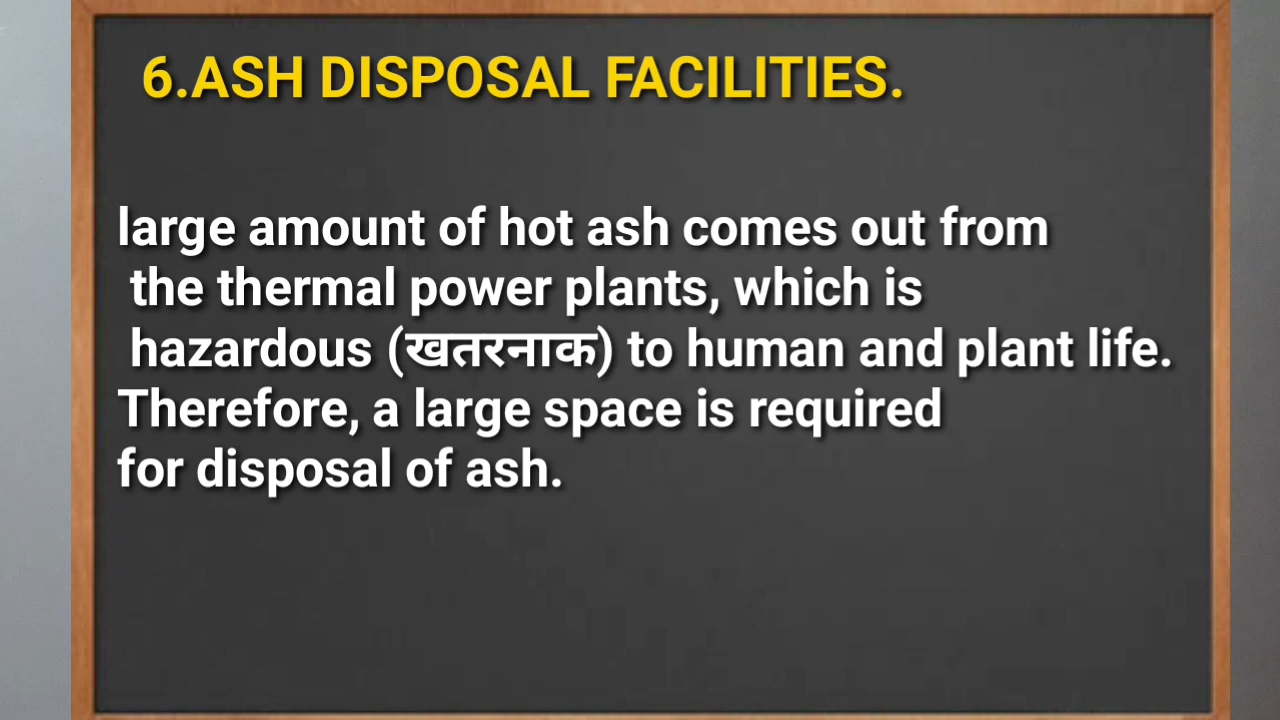 6.ASH DISPOSAL FACILITIES.
large amount of hot ash comes out from
the thermal power plants, which is
hazardous (खतरनाक) to human and plant life.
Therefore, a large space is required
for disposal of ash.